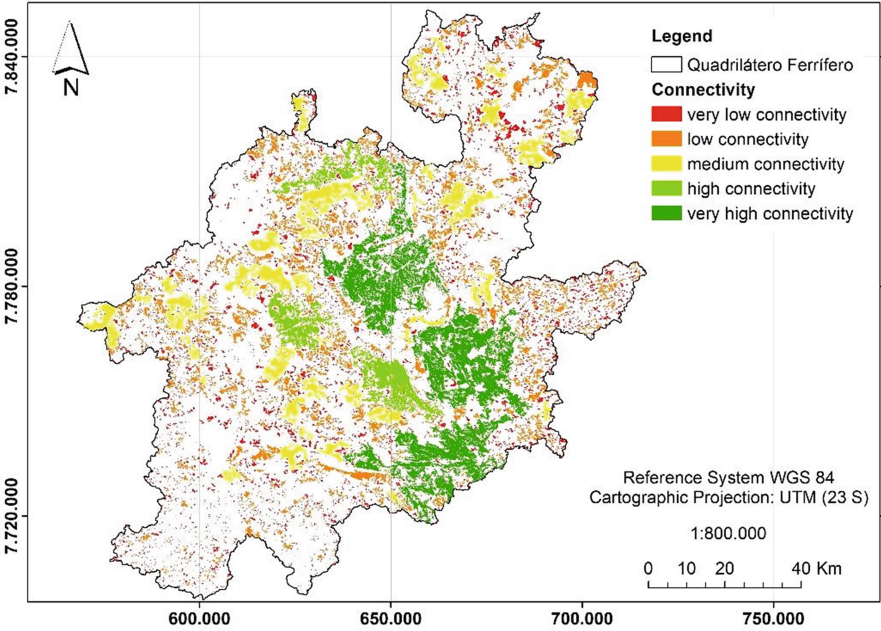 7.840.000
7.780.000
7.720.000
N
Legend
Quadrilátero Ferrífero
Connectivity
very low connectivity
low connectivity
medium connectivity
high connectivity
very high connectivity
Reference System WGS 84
Cartographic Projection: UTM (23 S)
1:800.000
0 10 20 40 Km
600.000 650.000 700.000 750.000